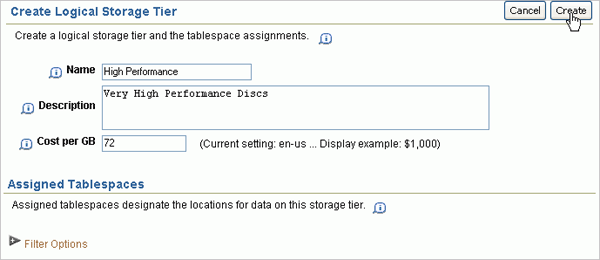 Create Logical Storage Tier
Cancel
Create
Create a logical storage tier and the tablespace assignments.
Name High Performance
Description Very High Performance Discs
Cost per GB 72 (Current setting: en-us ... Display example: $1,000)
Assigned Tablespaces
Assigned tablespaces designate the locations for data on this storage tier.
Filter Options